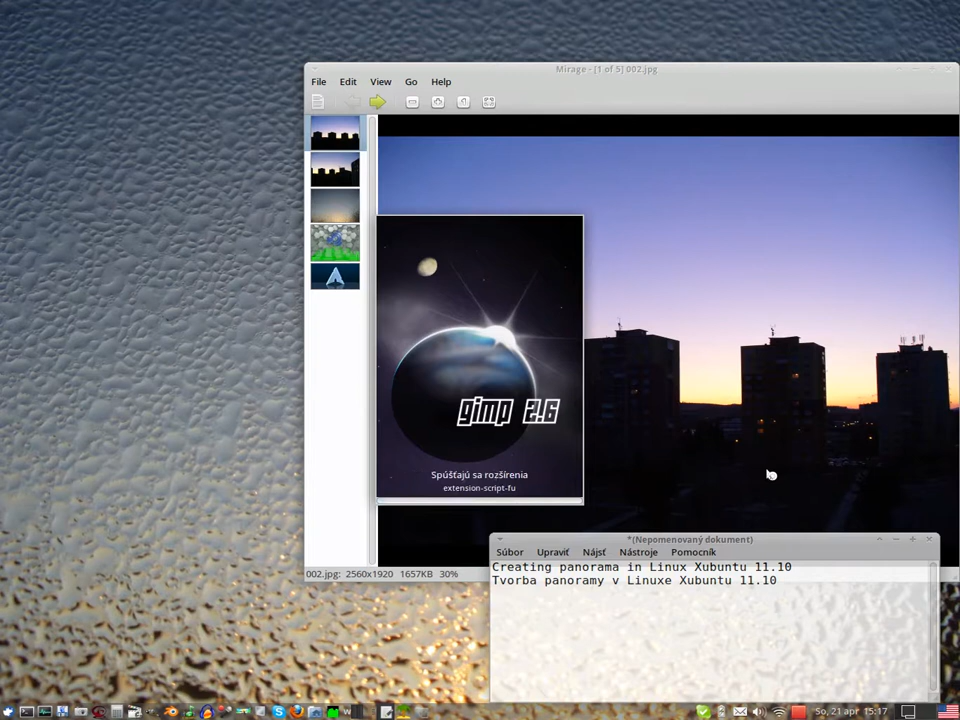 Mirage - [1 of 5] 002.jpg
File Edit View Go Help
gimp 2.6
Spúšťajú sa rozšírenia
extension-script-fu
002.jpg: 2560x1920 1657KB 30%
*(Nepomenovaný dokument)
Súbor Upraviť Nájsť Nástroje Pomocník
Creating panorama in Linux Xubuntu 11.10
Tvorba panoramy v Linuxe Xubuntu 11.10
So, 21 apr 15:17